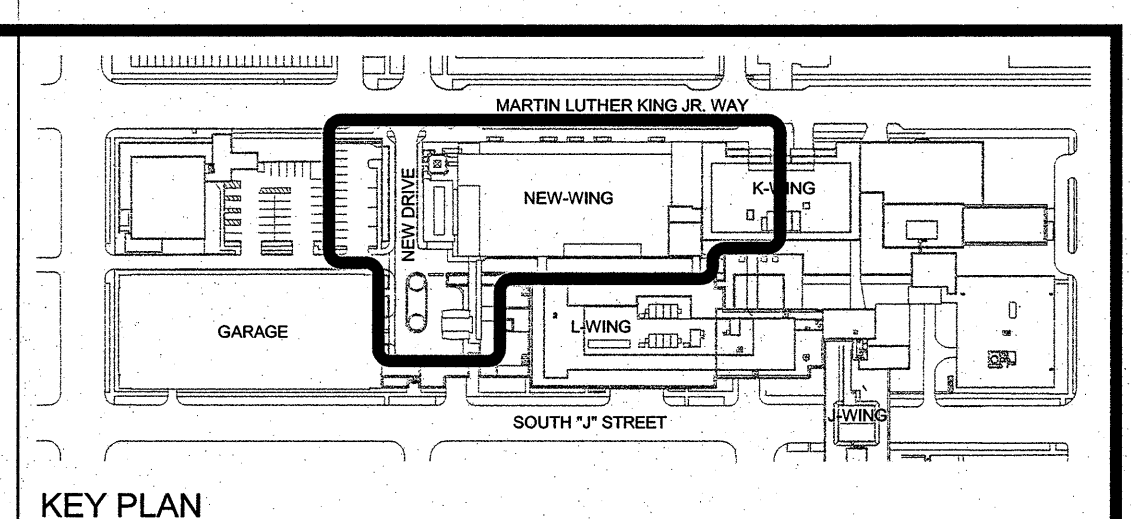 MARTIN LUTHER KING JR. WAY
NEW DRIVE
NEW-WING
K-WING
GARAGE
L-WING
J-WING
SOUTH "J" STREET
KEY PLAN